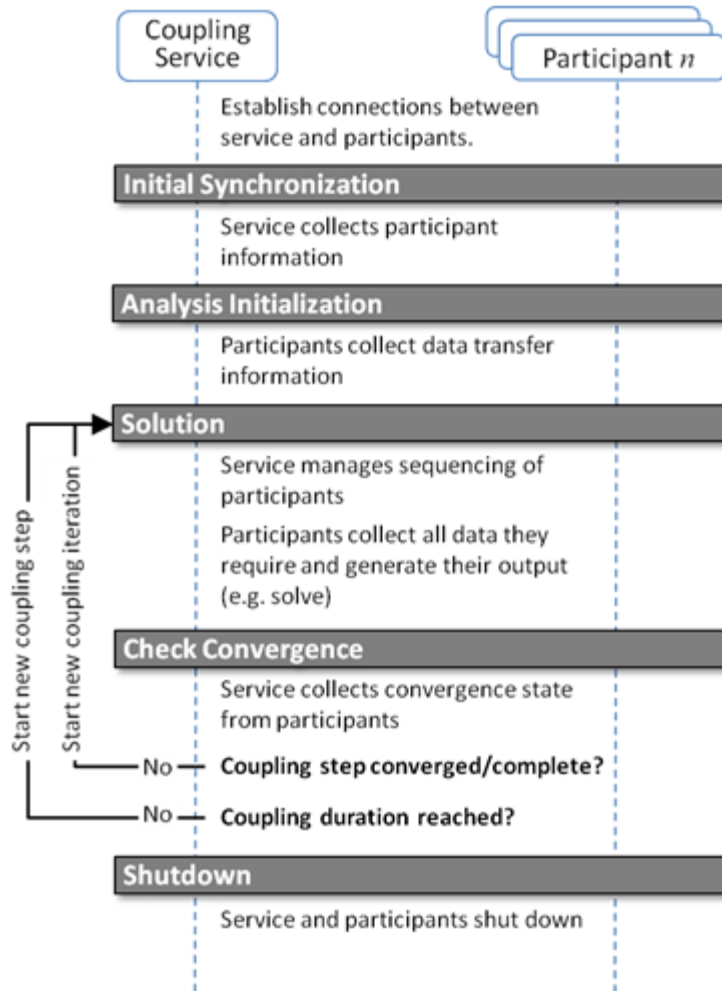 Coupling
Service
Participant n
Establish connections between
service and participants.
Initial Synchronization
Service collects participant
information
Analysis Initialization
Participants collect data transfer
information
Solution
Service manages sequencing of
participants
Participants collect all data they
require and generate their output
(e.g. solve)
Start new coupling step
Start new coupling iteration
Check Convergence
Service collects convergence state
from participants
No Coupling step converged/complete?
No Coupling duration reached?
Shutdown
Service and participants shut down